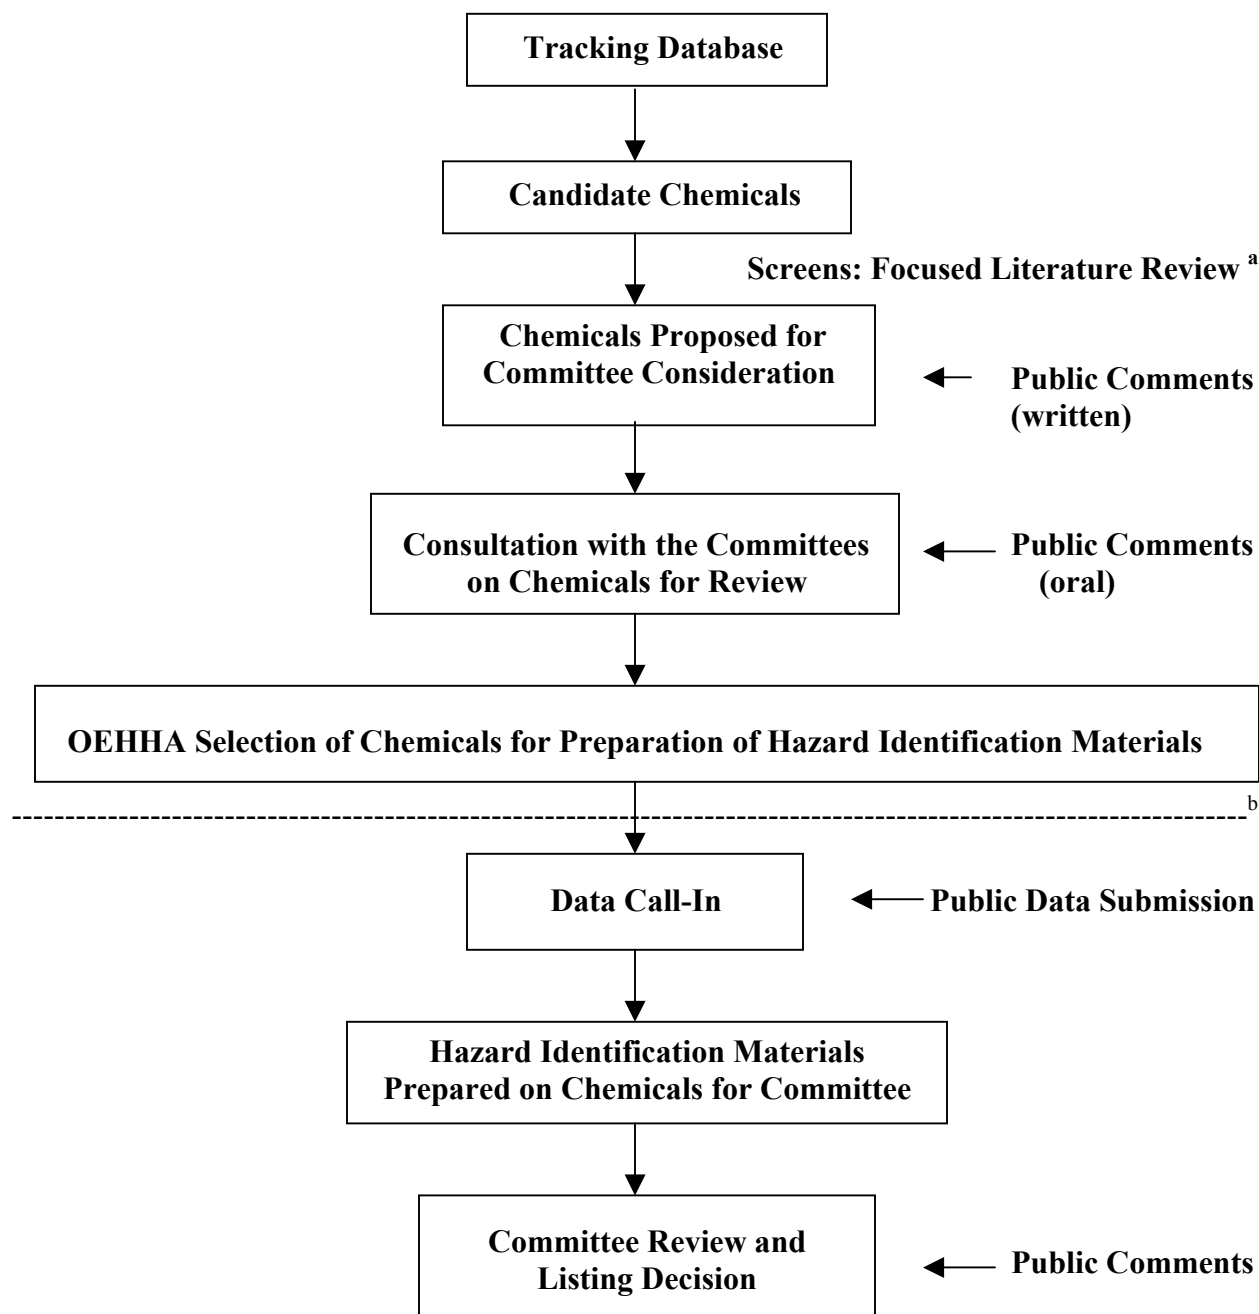 Tracking Database
Candidate Chemicals
Screens: Focused Literature Review a
Chemicals Proposed for
Committee Consideration
Public Comments
(written)
Consultation with the Committees
on Chemicals for Review
Public Comments
(oral)
OEHHA Selection of Chemicals for Preparation of Hazard Identification Materials
b
Data Call-In
Public Data Submission
Hazard Identification Materials
Prepared on Chemicals for Committee
Committee Review and
Listing Decision
Public Comments